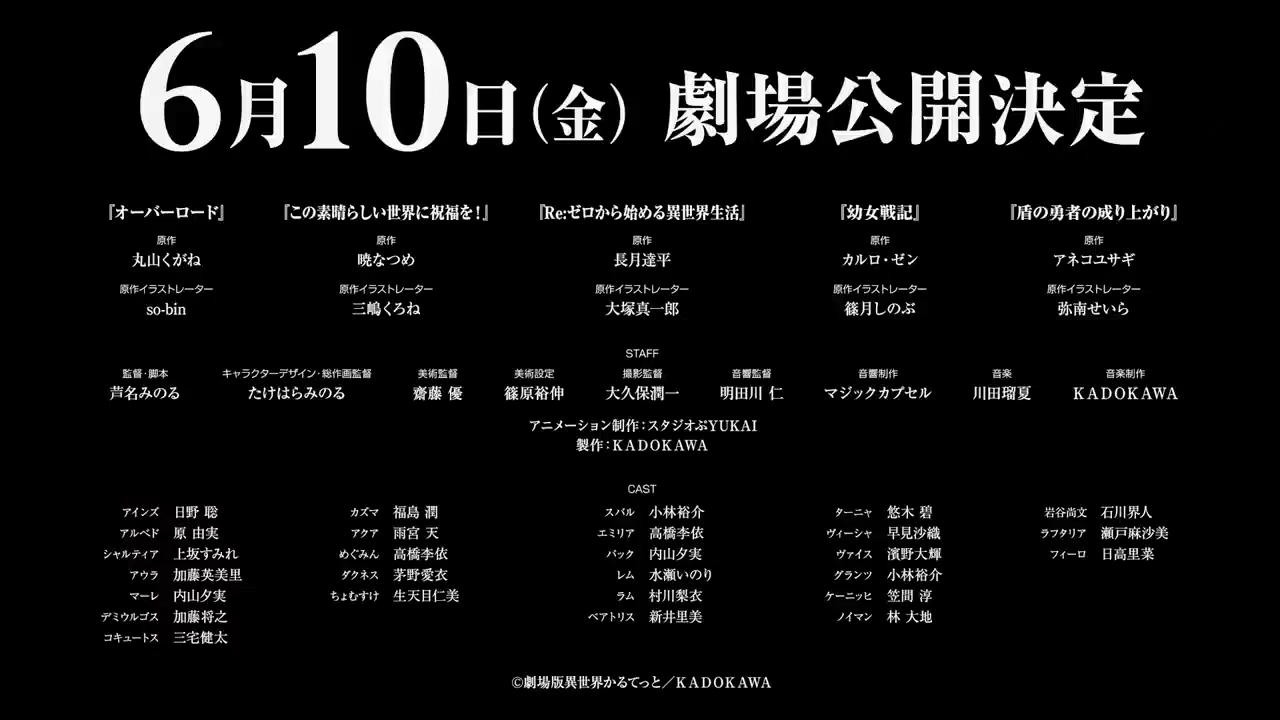 6月10日（金） 劇場公開決定
『オーバーロード』 『この素晴らしい世界に祝福を！』 『Re:ゼロから始める異世界生活』 『幼女戦記』 『盾の勇者の成り上がり』
原作 原作 原作 原作 原作
丸山くがね 暁なつめ 長月達平 カルロ・ゼン アネコユサギ
原作イラストレーター 原作イラストレーター 原作イラストレーター 原作イラストレーター 原作イラストレーター
so-bin 三嶋くろね 大塚真一郎 篠月しのぶ 弥南せいら
STAFF
監督・脚本 キャラクターデザイン・総作画監督 美術監督 美術設定 撮影監督 音響監督 音響制作 音楽 音楽制作
芦名みのる たけはらみのる 齋藤 優 篠原裕伸 大久保潤一 明田川 仁 マジックカプセル 川田瑠夏 KADOKAWA
アニメーション制作：スタジオぷYUKAI
製作：KADOKAWA
CAST
アインズ 日野 聡 カズマ 福島 潤 スバル 小林裕介 ターニャ 悠木 碧 岩谷尚文 石川界人
アルベド 原 由実 アクア 雨宮 天 エミリア 高橋李依 ヴィーシャ 早見沙織 ラフタリア 瀬戸麻沙美
シャルティア 上坂すみれ めぐみん 高橋李依 パック 内山夕実 ヴァイス 濱野大輝 フィーロ 日高里菜
アウラ 加藤英美里 ダクネス 茅野愛衣 レム 水瀬いのり グランツ 小林裕介
マーレ 内山夕実 ちょむすけ 生天目仁美 ラム 村川梨衣 ケーニッヒ 笠間 淳
デミウルゴス 加藤将之 ベアトリス 新井里美 ノイマン 林 大地
コキュートス 三宅健太
©劇場版異世界かるてっと／KADOKAWA